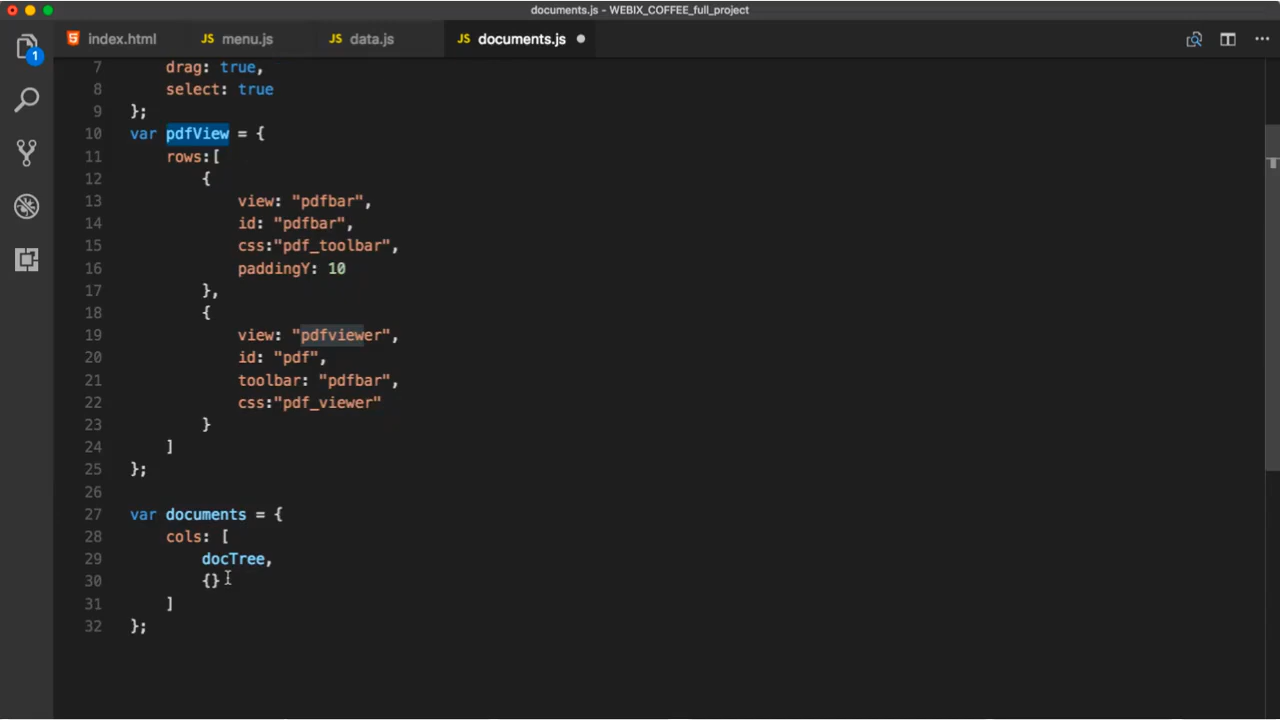 documents.js - WEBIX_COFFEE_full_project
index.html JS menu.js JS data.js JS documents.js
1
7 drag: true,
8 select: true
9 };
10 var pdfView = {
11 rows:[
12 {
13 view: "pdfbar",
14 id: "pdfbar",
15 css:"pdf_toolbar",
16 paddingY: 10
17 },
18 {
19 view: "pdfviewer",
20 id: "pdf",
21 toolbar: "pdfbar",
22 css:"pdf_viewer"
23 }
24 ]
25 };
26
27 var documents = {
28 cols: [
29 docTree,
30 {}
31 ]
32 };